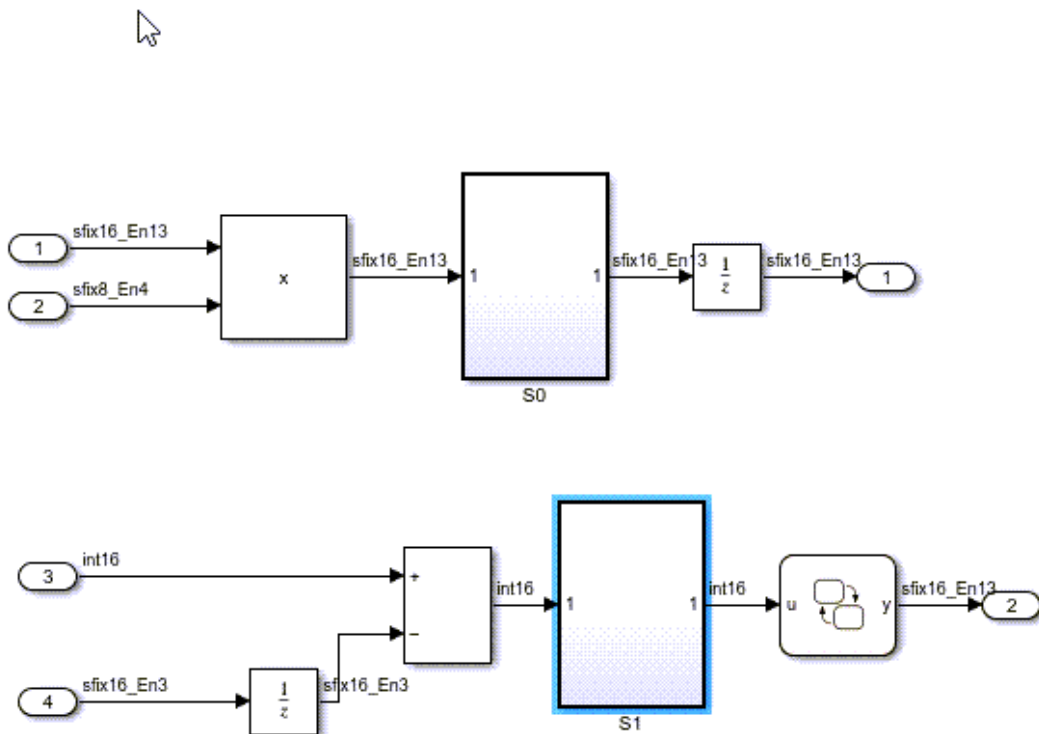 sfix16_En13
1
sfix8_En4
2
x
sfix16_En13
1
1
S0
sfix16_En13
1
z
sfix16_En13
1
int16
3
+
−
int16
1
1
S1
int16
u
y
sfix16_En13
2
sfix16_En3
4
1
z
sfix16_En3